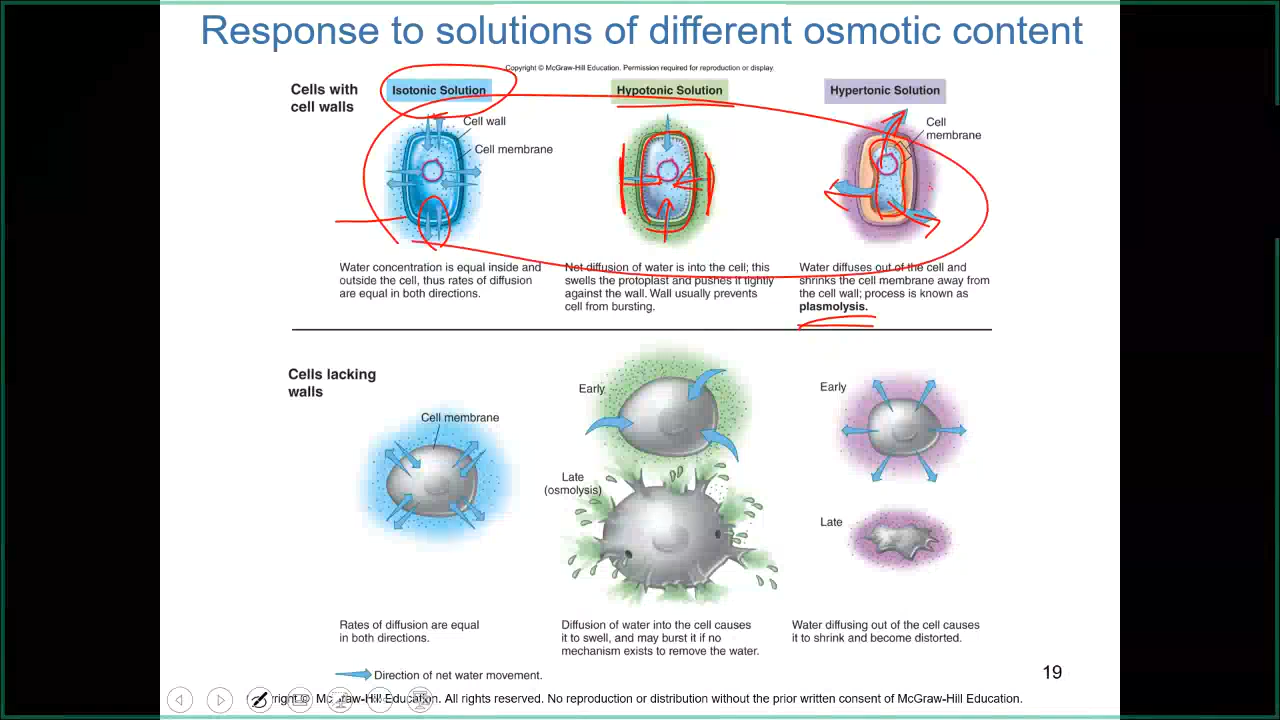 Response to solutions of different osmotic content
Copyright © McGraw-Hill Education. Permission required for reproduction or display.
Cells with
cell walls
Isotonic Solution
Hypotonic Solution
Hypertonic Solution
Cell wall
Cell membrane
Cell
membrane
Water concentration is equal inside and
outside the cell, thus rates of diffusion
are equal in both directions.
Net diffusion of water is into the cell; this
swells the protoplast and pushes it tightly
against the wall. Wall usually prevents
cell from bursting.
Water diffuses out of the cell and
shrinks the cell membrane away from
the cell wall; process is known as
plasmolysis.
Cells lacking
walls
Cell membrane
Early
Late
(osmolysis)
Early
Late
Rates of diffusion are equal
in both directions.
Diffusion of water into the cell causes
it to swell, and may burst it if no
mechanism exists to remove the water.
Water diffusing out of the cell causes
it to shrink and become distorted.
Direction of net water movement.
19
McGraw-Hill Education. All rights reserved. No reproduction or distribution without the prior written consent of McGraw-Hill Education.